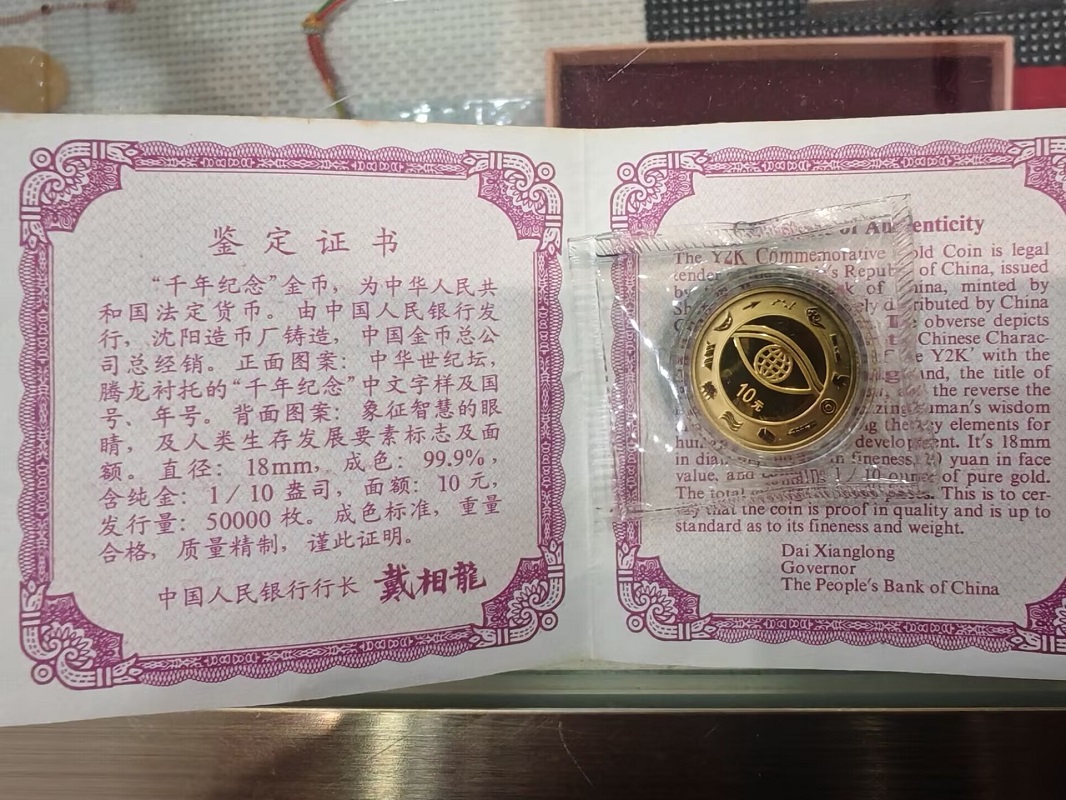 鉴定证书
“千年纪念”金币，为中华人民共
和国法定货币。由中国人民银行发
行，沈阳造币厂铸造，中国金币总公
司总经销。正面图案：中华世纪坛，
腾龙衬托的“千年纪念”中文字样及国
号、年号。背面图案：象征智慧的眼
睛，及人类生存发展要素标志及面
额。直径：18mm，成色：99.9%，
含纯金：1/10盎司，面额：10元，
发行量：50000枚。成色标准，重量
合格，质量精制，谨此证明。
中国人民银行行长 戴相龍
of Authenticity
The Y2K Commemorative Gold Coin is legal
tender of China, issued
by China, minted by
distributed by China
obverse depicts
Chinese Charac-
Y2K' with the
and, the title of
the reverse the
human's wisdom
elements for
development. It's 18mm
in fineness, 10 yuan in face
value, and 1/10 ounce of pure gold.
The total This is to cer-
that the coin is proof in quality and is up to
standard as to its fineness and weight.
Dai Xianglong
Governor
The People's Bank of China
10元